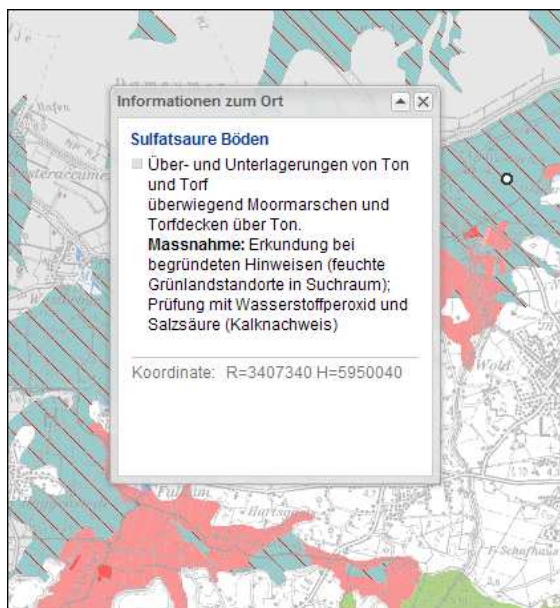 Informationen zum Ort
Sulfatsaure Böden
Über- und Unterlagerungen von Ton
und Torf
überwiegend Moormarschen und
Torfdecken über Ton.
Massnahme: Erkundung bei
begründeten Hinweisen (feuchte
Grünlandstandorte in Suchraum);
Prüfung mit Wasserstoffperoxid und
Salzsäure (Kalknachweis)
Koordinate: R=3407340 H=5950040
Wold